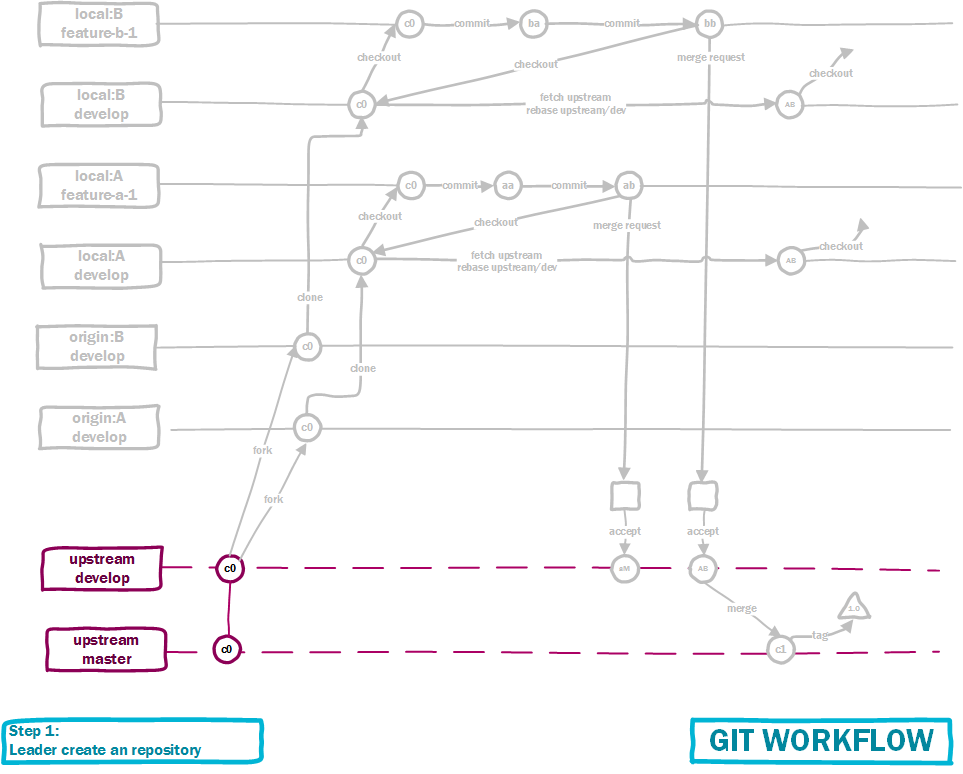 local:B
feature-b-1
c0
commit
ba
commit
bb
checkout
checkout
merge request
checkout
local:B
develop
c0
fetch upstream
rebase upstream/dev
AB
local:A
feature-a-1
c0
commit
aa
commit
ab
checkout
checkout
merge request
checkout
local:A
develop
c0
fetch upstream
rebase upstream/dev
AB
clone
origin:B
develop
c0
clone
origin:A
develop
c0
fork
fork
accept
accept
upstream
develop
c0
aM
AB
merge
1.0
tag
upstream
master
c0
c1
Step 1:
Leader create an repository
GIT WORKFLOW